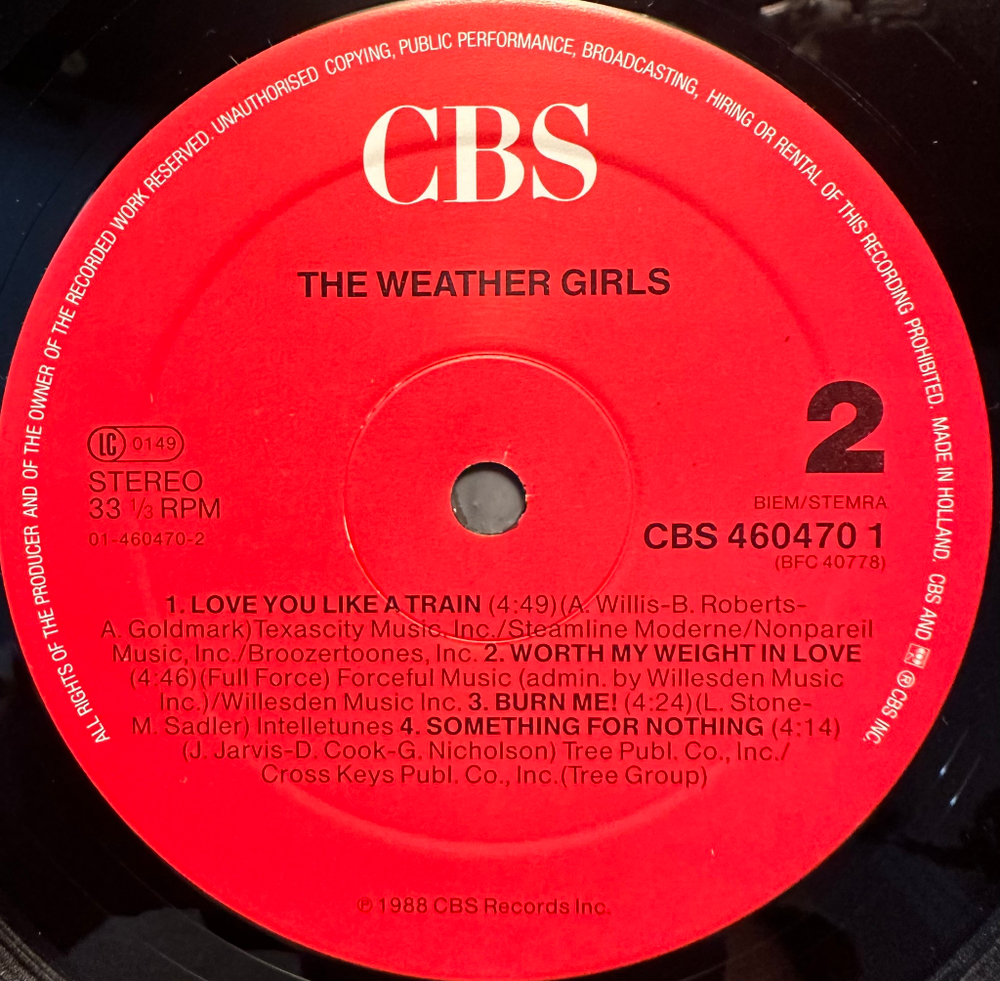 ALL RIGHTS OF THE PRODUCER AND OF THE OWNER OF THE RECORDED WORK RESERVED. UNAUTHORISED COPYING, PUBLIC PERFORMANCE, BROADCASTING, HIRING OR RENTAL OF THIS RECORDING PROHIBITED. MADE IN HOLLAND. CBS AND ℗ CBS INC.
CBS
THE WEATHER GIRLS
2
LC 0149
STEREO
33 1/3 RPM
01-460470-2
BIEM/STEMRA
CBS 460470 1
(BFC 40778)
1. LOVE YOU LIKE A TRAIN (4:49)(A. Willis-B. Roberts-
A. Goldmark)Texascity Music, Inc./Steamline Moderne/Nonpareil
Music, Inc./Broozertoones, Inc. 2. WORTH MY WEIGHT IN LOVE
(4:46)(Full Force) Forceful Music (admin. by Willesden Music
Inc.)/Willesden Music Inc. 3. BURN ME! (4:24)(L. Stone-
M. Sadler) Intelletunes 4. SOMETHING FOR NOTHING (4:14)
(J. Jarvis-D. Cook-G. Nicholson) Tree Publ. Co., Inc./
Cross Keys Publ. Co., Inc.(Tree Group)
℗ 1988 CBS Records Inc.